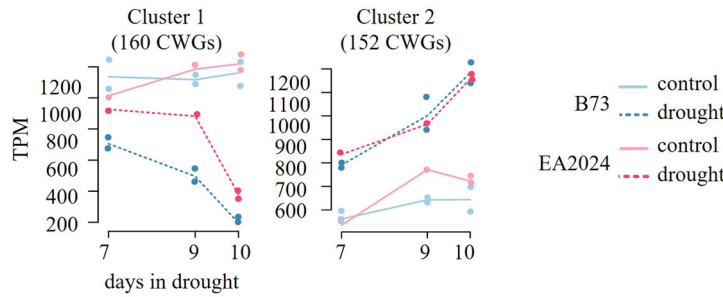 Cluster 1
(160 CWGs)
Cluster 2
(152 CWGs)
TPM
1200
1000
800
600
400
200
7
9
10
days in drought
1200
1100
1000
900
800
700
600
7
9
10
B73
control
drought
EA2024
control
drought